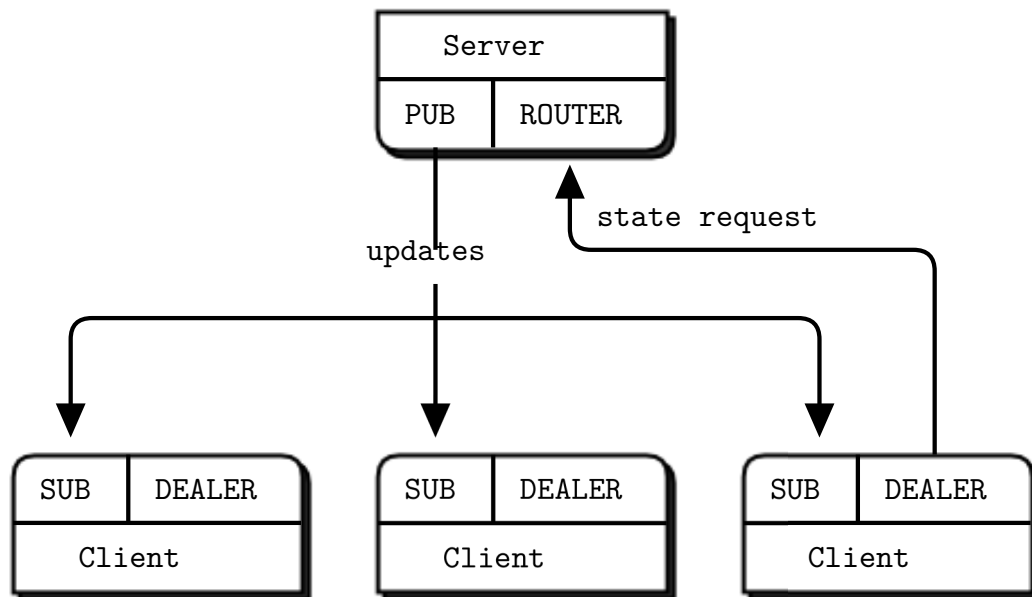 Server
PUB ROUTER
state request
updates
SUB DEALER SUB DEALER SUB DEALER
Client Client Client